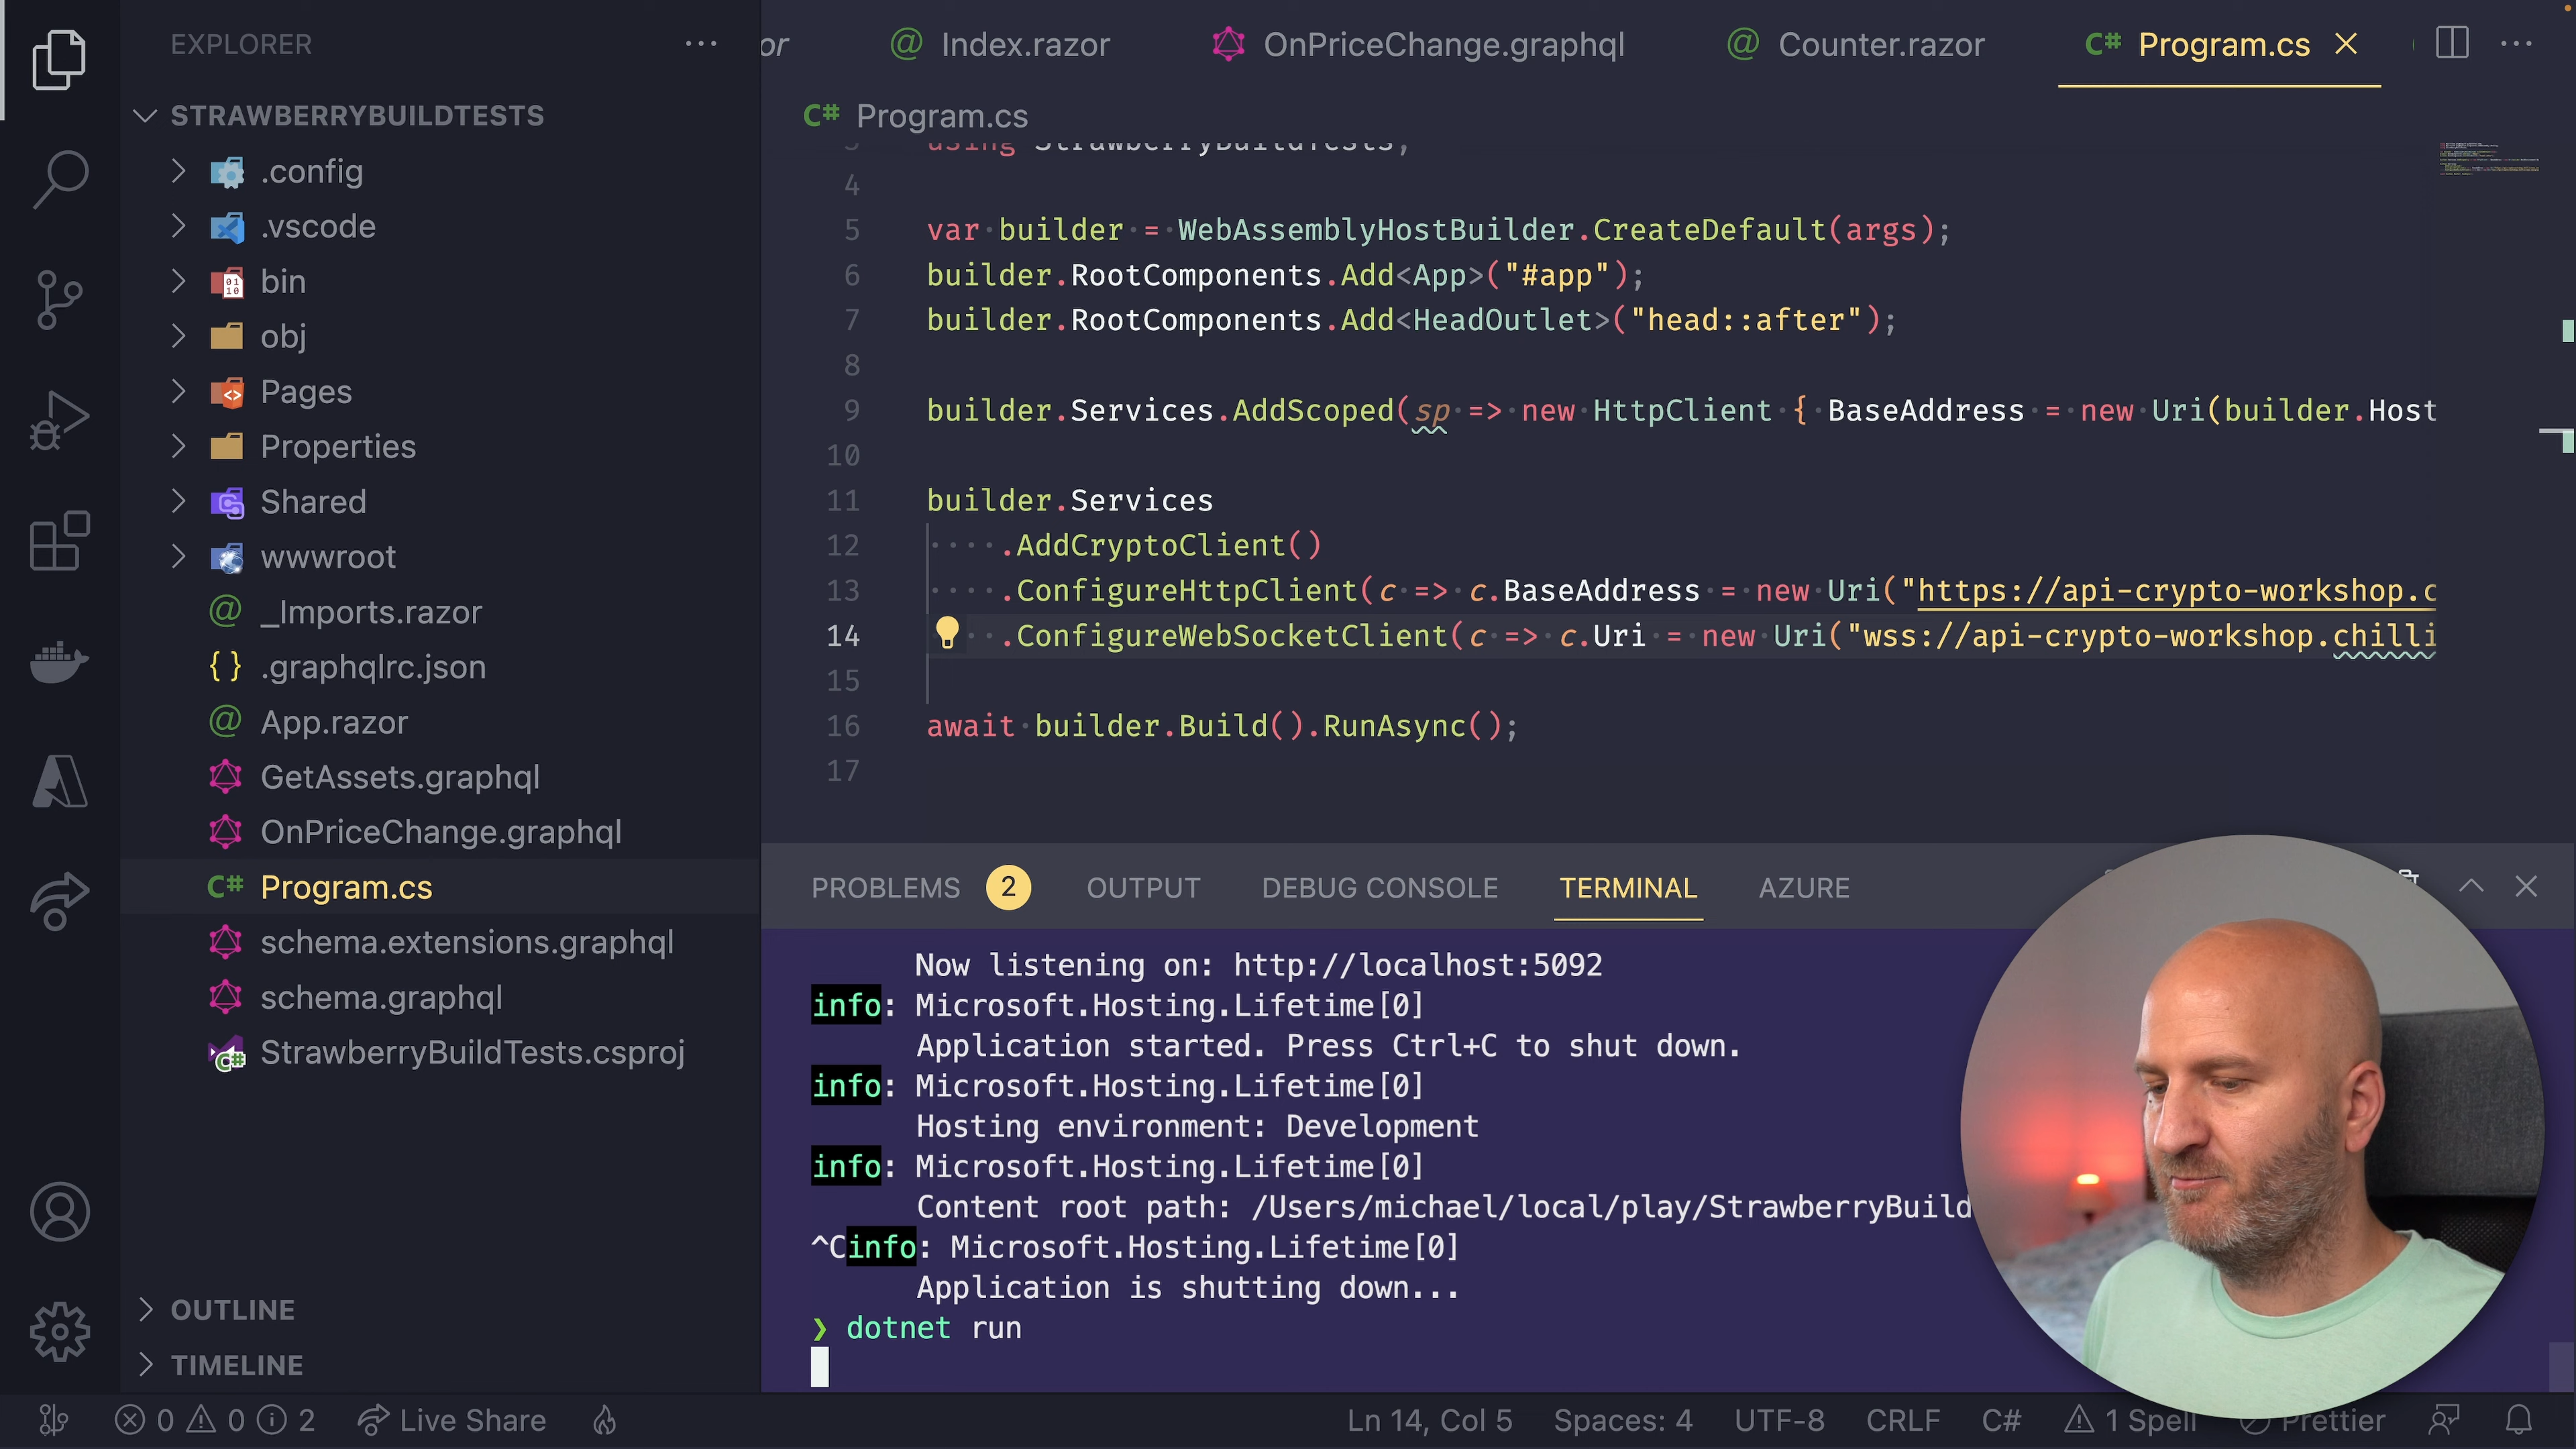 EXPLORER
STRAWBERRYBUILDTESTS
.config
.vscode
bin
obj
Pages
Properties
Shared
wwwroot
_Imports.razor
.graphqlrc.json
App.razor
GetAssets.graphql
OnPriceChange.graphql
Program.cs
schema.extensions.graphql
schema.graphql
StrawberryBuildTests.csproj
OUTLINE
TIMELINE
or Index.razor OnPriceChange.graphql Counter.razor C# Program.cs
C# Program.cs
3 using StrawberryBuildTests;
4
5 var builder = WebAssemblyHostBuilder.CreateDefault(args);
6 builder.RootComponents.Add<App>("#app");
7 builder.RootComponents.Add<HeadOutlet>("head::after");
8
9 builder.Services.AddScoped(sp => new HttpClient { BaseAddress = new Uri(builder.Host
10
11 builder.Services
12 .AddCryptoClient()
13 .ConfigureHttpClient(c => c.BaseAddress = new Uri("https://api-crypto-workshop.c
14 .ConfigureWebSocketClient(c => c.Uri = new Uri("wss://api-crypto-workshop.chilli
15
16 await builder.Build().RunAsync();
17
PROBLEMS 2 OUTPUT DEBUG CONSOLE TERMINAL AZURE
Now listening on: http://localhost:5092
info: Microsoft.Hosting.Lifetime[0]
Application started. Press Ctrl+C to shut down.
info: Microsoft.Hosting.Lifetime[0]
Hosting environment: Development
info: Microsoft.Hosting.Lifetime[0]
Content root path: /Users/michael/local/play/StrawberryBuild
^Cinfo: Microsoft.Hosting.Lifetime[0]
Application is shutting down...
❯ dotnet run
0 0 2 Live Share Ln 14, Col 5 Spaces: 4 UTF-8 CRLF C# 1 Spell Prettier